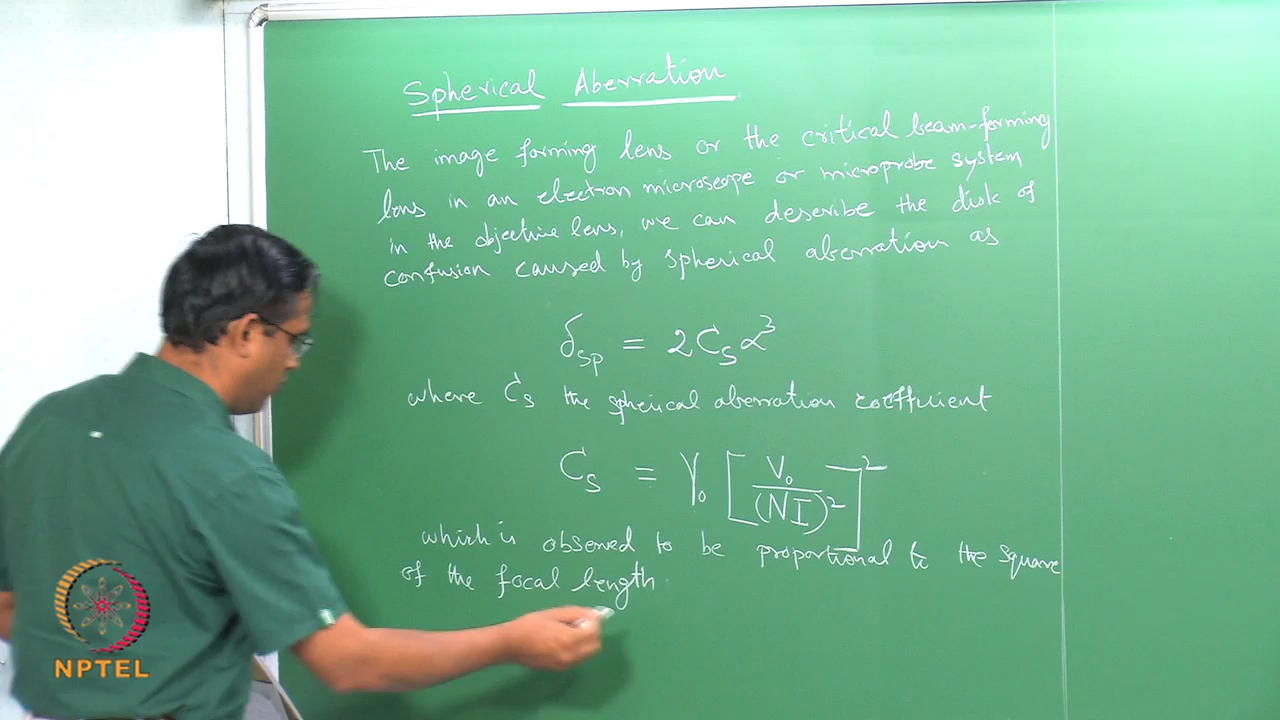 Spherical Aberration
The image forming lens or the critical beam-forming
lens in an electron microscope or microprobe system
in the objective lens, we can describe the disk of
confusion caused by spherical aberration as
δsp = 2Csα³
where Cs the spherical aberration coefficient
Cs = γ₀ [V₀/(NI)²]²
which is observed to be proportional to the square
of the focal length
NPTEL